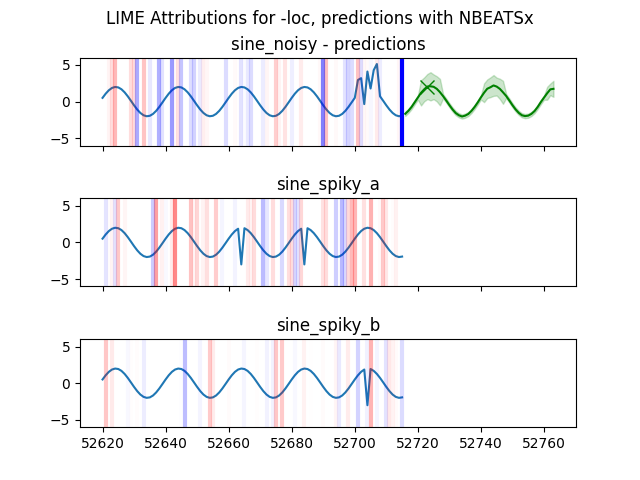 LIME Attributions for -loc, predictions with NBEATSx
sine_noisy - predictions
5
0
−5
sine_spiky_a
5
0
−5
sine_spiky_b
5
0
−5
52620 52640 52660 52680 52700 52720 52740 52760